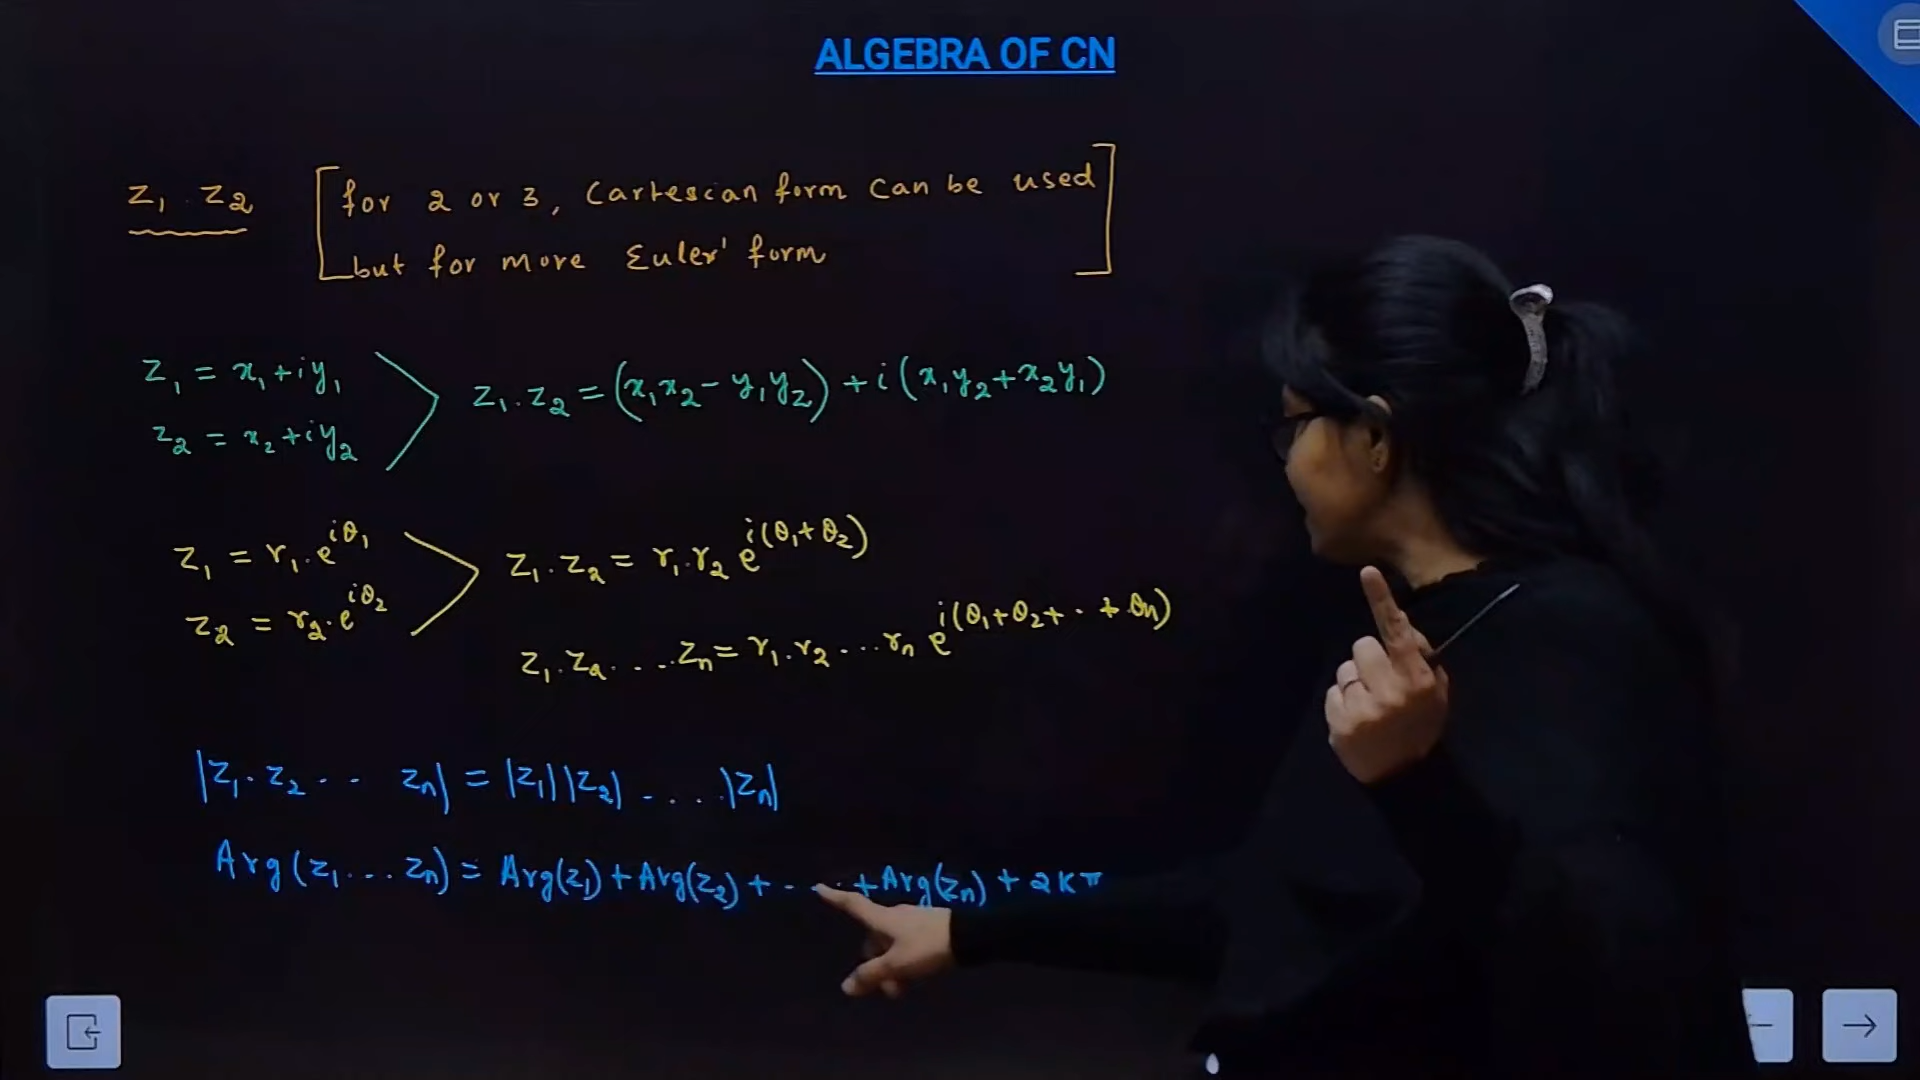 ALGEBRA OF CN
z₁ z₂ [for 2 or 3, Cartescian form can be used
but for more Euler' form]
z₁ = x₁+iy₁
z₂ = x₂+iy₂
z₁.z₂ = (x₁x₂ - y₁y₂) + i(x₁y₂+x₂y₁)
z₁ = r₁.e^{iθ₁}
z₂ = r₂.e^{iθ₂}
z₁.z₂ = r₁.r₂ e^{i(θ₁+θ₂)}
z₁.z₂....zₙ = r₁.r₂...rₙ e^{i(θ₁+θ₂+..+θₙ)}
|z₁.z₂.. zₙ| = |z₁||z₂|....|zₙ|
Arg(z₁...zₙ) = Arg(z₁)+Arg(z₂)+....+Arg(zₙ)+2kπ